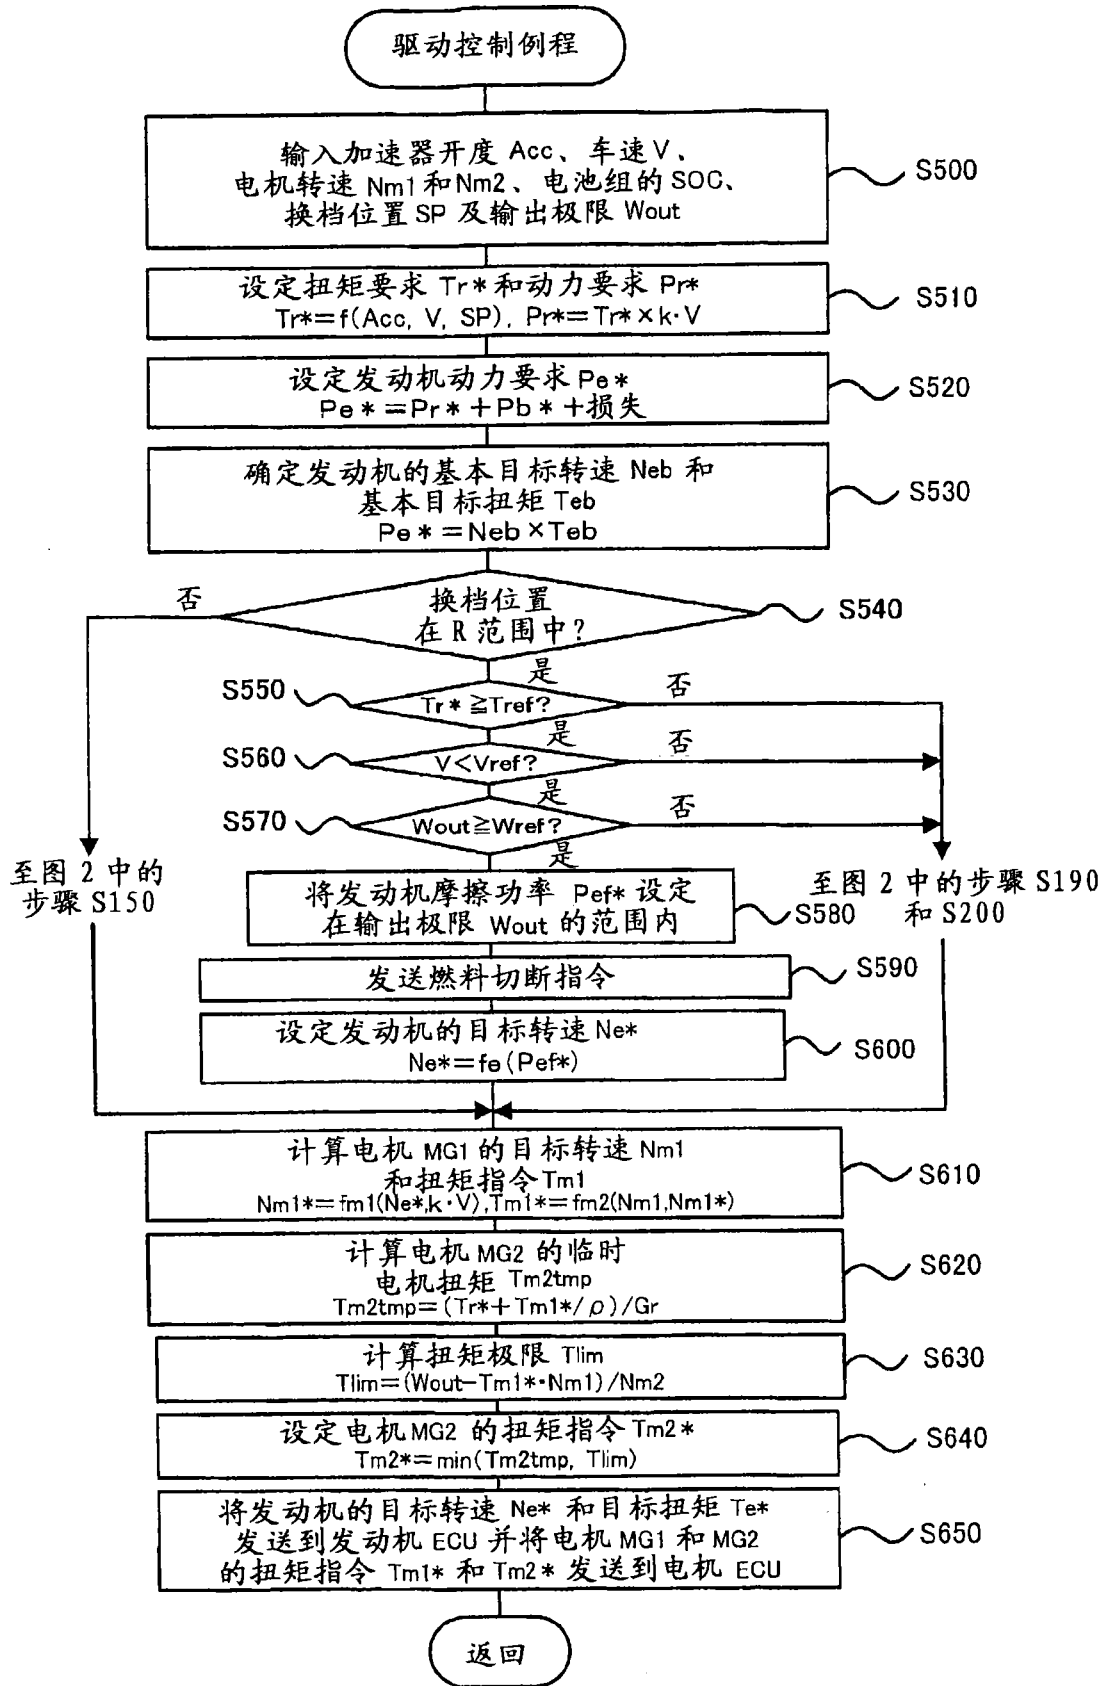 驱动控制例程
输入加速器开度 Acc、车速 V、
电机转速 Nm1 和 Nm2、电池组的 SOC、
换档位置 SP 及输出极限 Wout
S500
设定扭矩要求 Tr* 和动力要求 Pr*
Tr*=f(Acc, V, SP), Pr*=Tr*×k·V
S510
设定发动机动力要求 Pe*
Pe*=Pr*+Pb*+损失
S520
确定发动机的基本目标转速 Neb 和
基本目标扭矩 Teb
Pe*=Neb×Teb
S530
否
换档位置
在 R 范围中?
S540
是
S550
Tr*≧Tref?
否
是
S560
V<Vref?
否
是
S570
Wout≧Wref?
否
是
至图 2 中的
步骤 S150
将发动机摩擦功率 Pef* 设定
在输出极限 Wout 的范围内
S580
至图 2 中的步骤 S190
和 S200
发送燃料切断指令
S590
设定发动机的目标转速 Ne*
Ne*=fe(Pef*)
S600
计算电机 MG1 的目标转速 Nm1
和扭矩指令 Tm1
Nm1*=fm1(Ne*,k·V),Tm1*=fm2(Nm1,Nm1*)
S610
计算电机 MG2 的临时
电机扭矩 Tm2tmp
Tm2tmp=(Tr*+Tm1*/ρ)/Gr
S620
计算扭矩极限 Tlim
Tlim=(Wout-Tm1*·Nm1)/Nm2
S630
设定电机 MG2 的扭矩指令 Tm2*
Tm2*=min(Tm2tmp, Tlim)
S640
将发动机的目标转速 Ne* 和目标扭矩 Te*
发送到发动机 ECU 并将电机 MG1 和 MG2
的扭矩指令 Tm1* 和 Tm2* 发送到电机 ECU
S650
返回